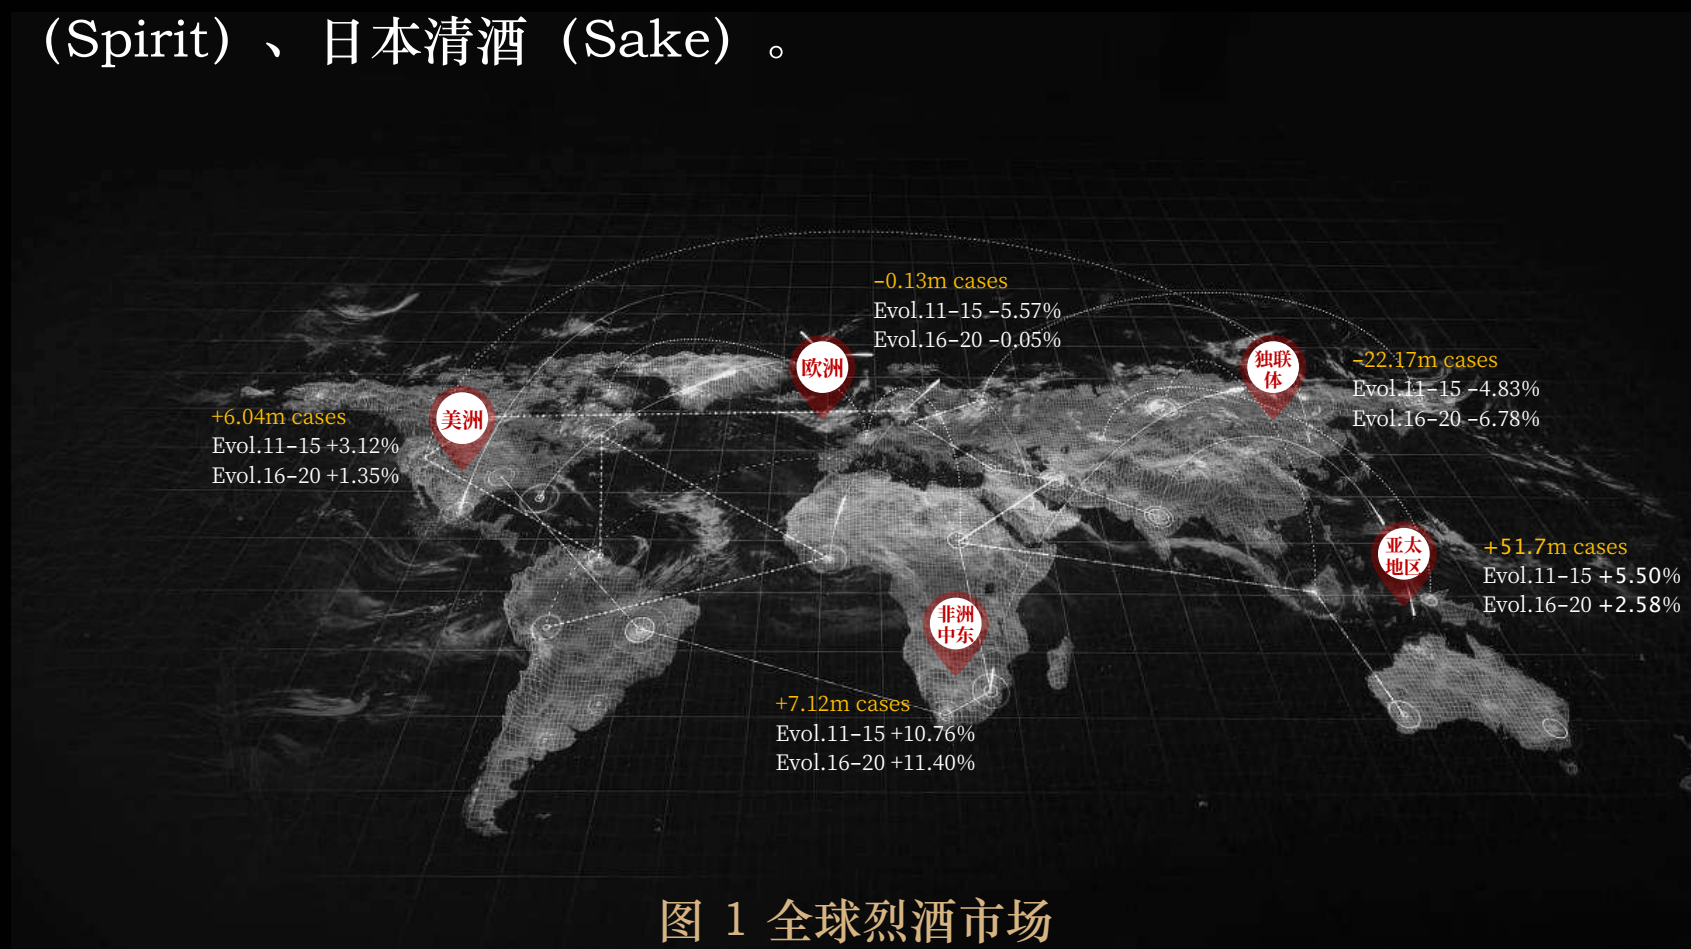 （Spirit）、日本清酒（Sake）。
-0.13m cases
Evol.11-15 -5.57%
Evol.16-20 -0.05%
欧洲
独联
体
-22.17m cases
Evol.11-15 -4.83%
Evol.16-20 -6.78%
+6.04m cases
Evol.11-15 +3.12%
Evol.16-20 +1.35%
美洲
亚太
地区
+51.7m cases
Evol.11-15 +5.50%
Evol.16-20 +2.58%
非洲
中东
+7.12m cases
Evol.11-15 +10.76%
Evol.16-20 +11.40%
图 1 全球烈酒市场